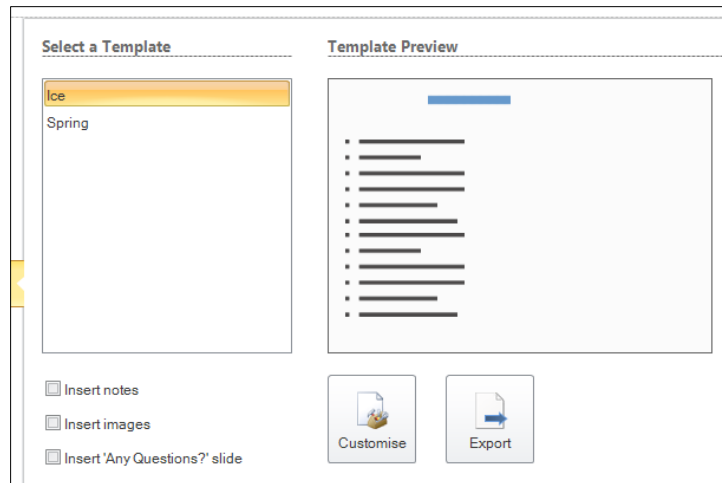 Select a Template
Template Preview
Ice
Spring
Insert notes
Insert images
Insert 'Any Questions?' slide
Customise
Export